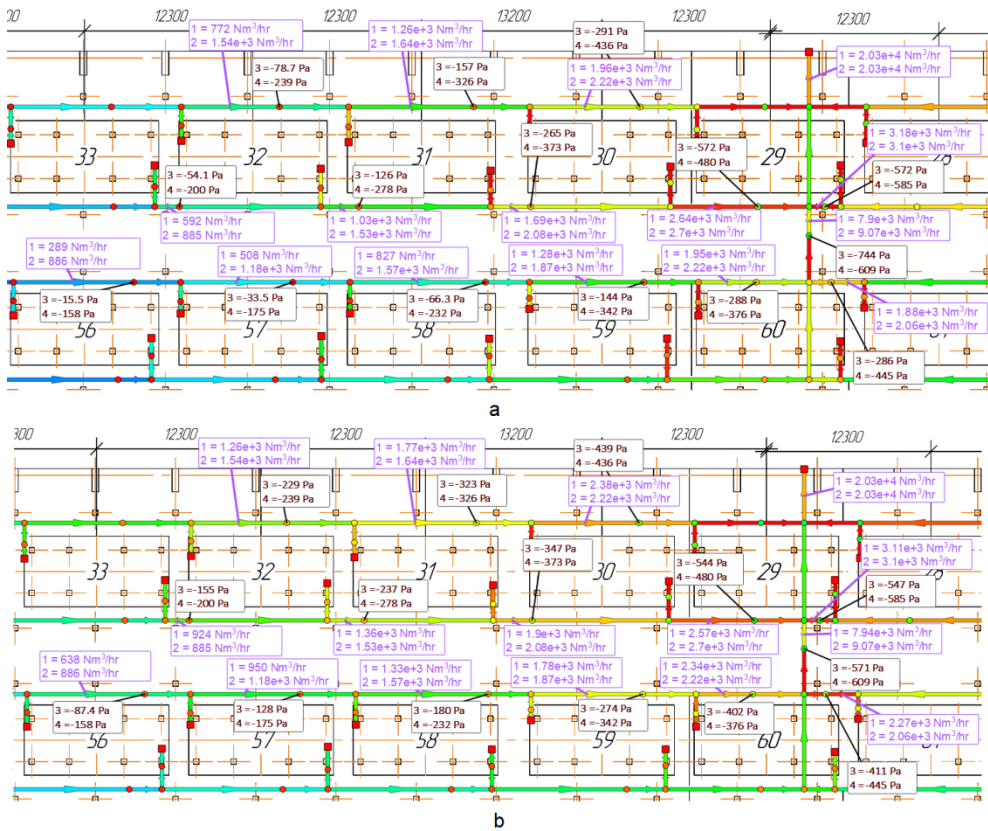 300
12300
12300
13200
12300
12300
1 = 772 Nm³/hr
2 = 1.54e+3 Nm³/hr
1 = 1.26e+3 Nm³/hr
2 = 1.64e+3 Nm³/hr
3 =-291 Pa
4 =-436 Pa
1 = 2.03e+4 Nm³/hr
2 = 2.03e+4 Nm³/hr
3 =-78.7 Pa
4 =-239 Pa
3 =-157 Pa
4 =-326 Pa
1 = 1.96e+3 Nm³/hr
2 = 2.22e+3 Nm³/hr
3 =-265 Pa
4 =-373 Pa
1 = 3.18e+3 Nm³/hr
2 = 3.1e+3 Nm³/hr
33
32
31
30
29
3 =-572 Pa
4 =-480 Pa
3 =-54.1 Pa
4 =-200 Pa
3 =-126 Pa
4 =-278 Pa
3 =-572 Pa
4 =-585 Pa
1 = 592 Nm³/hr
2 = 885 Nm³/hr
1 = 1.03e+3 Nm³/hr
2 = 1.53e+3 Nm³/hr
1 = 1.69e+3 Nm³/hr
2 = 2.08e+3 Nm³/hr
1 = 2.64e+3 Nm³/hr
2 = 2.7e+3 Nm³/hr
1 = 7.9e+3 Nm³/hr
2 = 9.07e+3 Nm³/hr
1 = 289 Nm³/hr
2 = 886 Nm³/hr
1 = 508 Nm³/hr
2 = 1.18e+3 Nm³/hr
1 = 827 Nm³/hr
2 = 1.57e+3 Nm³/hr
1 = 1.28e+3 Nm³/hr
2 = 1.87e+3 Nm³/hr
1 = 1.95e+3 Nm³/hr
2 = 2.22e+3 Nm³/hr
3 =-744 Pa
4 =-609 Pa
3 =-15.5 Pa
4 =-158 Pa
3 =-33.5 Pa
4 =-175 Pa
3 =-66.3 Pa
4 =-232 Pa
3 =-144 Pa
4 =-342 Pa
3 =-288 Pa
4 =-376 Pa
1 = 1.88e+3 Nm³/hr
2 = 2.06e+3 Nm³/hr
56
57
58
59
60
3 =-286 Pa
4 =-445 Pa
a
300
12300
12300
13200
12300
12300
1 = 1.26e+3 Nm³/hr
2 = 1.54e+3 Nm³/hr
1 = 1.77e+3 Nm³/hr
2 = 1.64e+3 Nm³/hr
3 =-439 Pa
4 =-436 Pa
1 = 2.03e+4 Nm³/hr
2 = 2.03e+4 Nm³/hr
3 =-229 Pa
4 =-239 Pa
3 =-323 Pa
4 =-326 Pa
1 = 2.38e+3 Nm³/hr
2 = 2.22e+3 Nm³/hr
3 =-347 Pa
4 =-373 Pa
1 = 3.11e+3 Nm³/hr
2 = 3.1e+3 Nm³/hr
33
32
31
30
29
3 =-544 Pa
4 =-480 Pa
3 =-155 Pa
4 =-200 Pa
3 =-237 Pa
4 =-278 Pa
3 =-547 Pa
4 =-585 Pa
1 = 924 Nm³/hr
2 = 885 Nm³/hr
1 = 1.36e+3 Nm³/hr
2 = 1.53e+3 Nm³/hr
1 = 1.9e+3 Nm³/hr
2 = 2.08e+3 Nm³/hr
1 = 2.57e+3 Nm³/hr
2 = 2.7e+3 Nm³/hr
1 = 7.94e+3 Nm³/hr
2 = 9.07e+3 Nm³/hr
1 = 638 Nm³/hr
2 = 886 Nm³/hr
1 = 950 Nm³/hr
2 = 1.18e+3 Nm³/hr
1 = 1.33e+3 Nm³/hr
2 = 1.57e+3 Nm³/hr
1 = 1.78e+3 Nm³/hr
2 = 1.87e+3 Nm³/hr
1 = 2.34e+3 Nm³/hr
2 = 2.22e+3 Nm³/hr
3 =-571 Pa
4 =-609 Pa
3 =-87.4 Pa
4 =-158 Pa
3 =-128 Pa
4 =-175 Pa
3 =-180 Pa
4 =-232 Pa
3 =-274 Pa
4 =-342 Pa
3 =-402 Pa
4 =-376 Pa
1 = 2.27e+3 Nm³/hr
2 = 2.06e+3 Nm³/hr
56
57
58
59
60
3 =-411 Pa
4 =-445 Pa
b